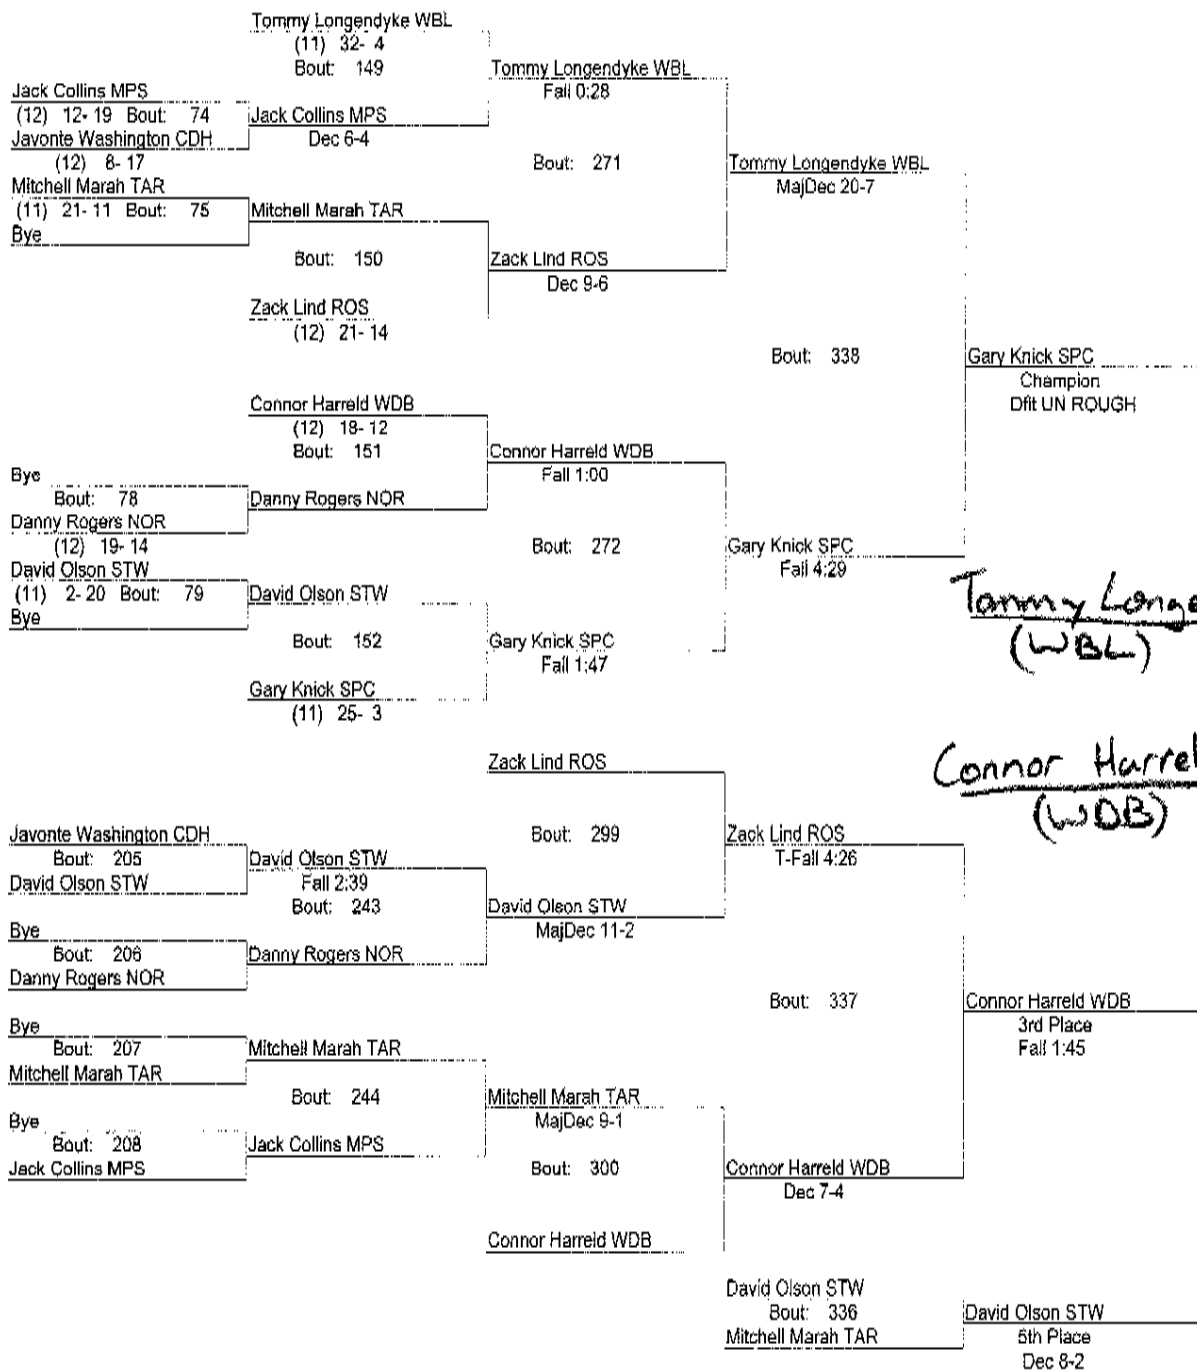 Tommy Longendyke WBL
(11) 32- 4
Bout: 149
Tommy Longendyke WBL
Fall 0:28
Jack Collins MPS
(12) 12- 19 Bout: 74
Jack Collins MPS
Dec 6-4
Javonte Washington CDH
(12) 8- 17
Bout: 271
Tommy Longendyke WBL
MajDec 20-7
Mitchell Marah TAR
(11) 21- 11 Bout: 75
Mitchell Marah TAR
Bye
Bout: 150
Zack Lind ROS
Dec 9-6
Zack Lind ROS
(12) 21- 14
Bout: 338
Gary Knick SPC
Champion
Dflt UN ROUGH
Connor Harreld WDB
(12) 18- 12
Bout: 151
Connor Harreld WDB
Fall 1:00
Bye
Bout: 78
Danny Rogers NOR
Danny Rogers NOR
(12) 19- 14
Bout: 272
Gary Knick SPC
Fall 4:29
David Olson STW
(11) 2- 20 Bout: 79
David Olson STW
Bye
Bout: 152
Gary Knick SPC
Fall 1:47
Gary Knick SPC
(11) 25- 3
Tommy Longe
(WBL)
Connor Harrel
(WDB)
Zack Lind ROS
Bout: 299
Zack Lind ROS
T-Fall 4:26
Javonte Washington CDH
Bout: 205
David Olson STW
David Olson STW
Fall 2:39
Bout: 243
David Olson STW
MajDec 11-2
Bye
Bout: 206
Danny Rogers NOR
Danny Rogers NOR
Bout: 337
Connor Harreld WDB
3rd Place
Fall 1:45
Bye
Bout: 207
Mitchell Marah TAR
Mitchell Marah TAR
Bout: 244
Mitchell Marah TAR
MajDec 9-1
Bye
Bout: 208
Jack Collins MPS
Jack Collins MPS
Bout: 300
Connor Harreld WDB
Dec 7-4
Connor Harreld WDB
David Olson STW
Bout: 336
Mitchell Marah TAR
David Olson STW
5th Place
Dec 8-2